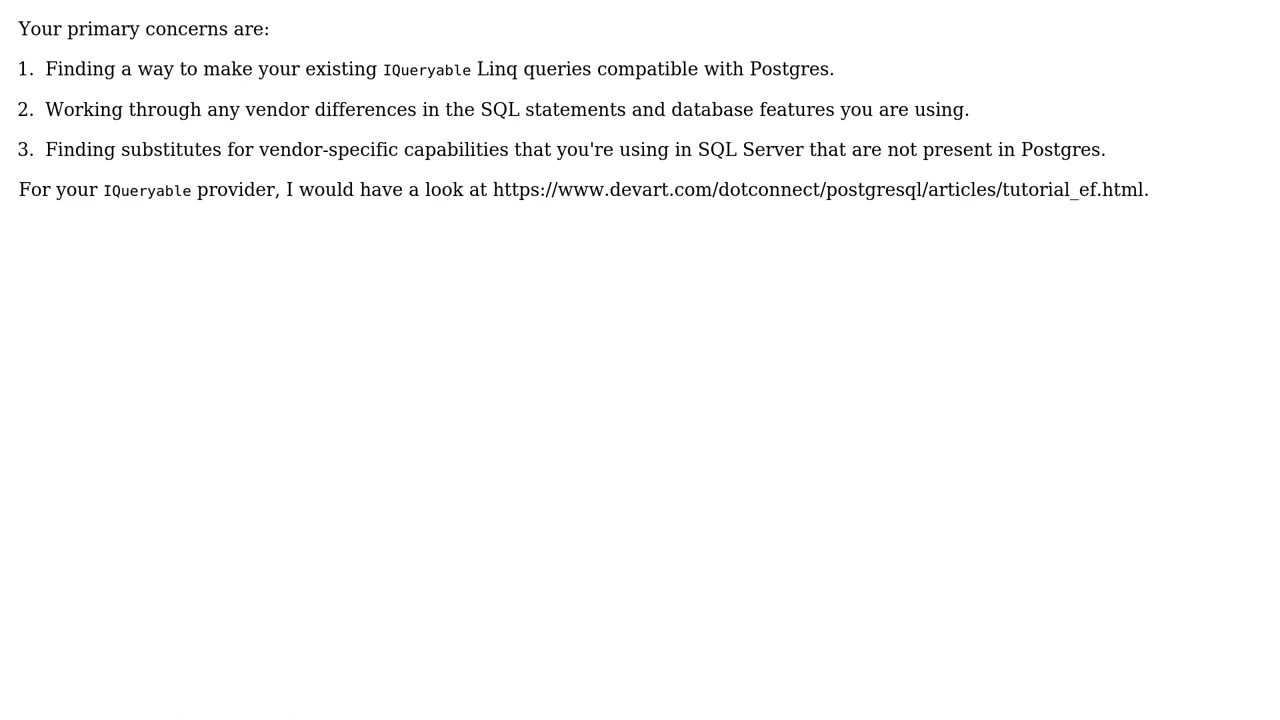 Your primary concerns are:
1. Finding a way to make your existing IQueryable Linq queries compatible with Postgres.
2. Working through any vendor differences in the SQL statements and database features you are using.
3. Finding substitutes for vendor-specific capabilities that you're using in SQL Server that are not present in Postgres.
For your IQueryable provider, I would have a look at https://www.devart.com/dotconnect/postgresql/articles/tutorial_ef.html.